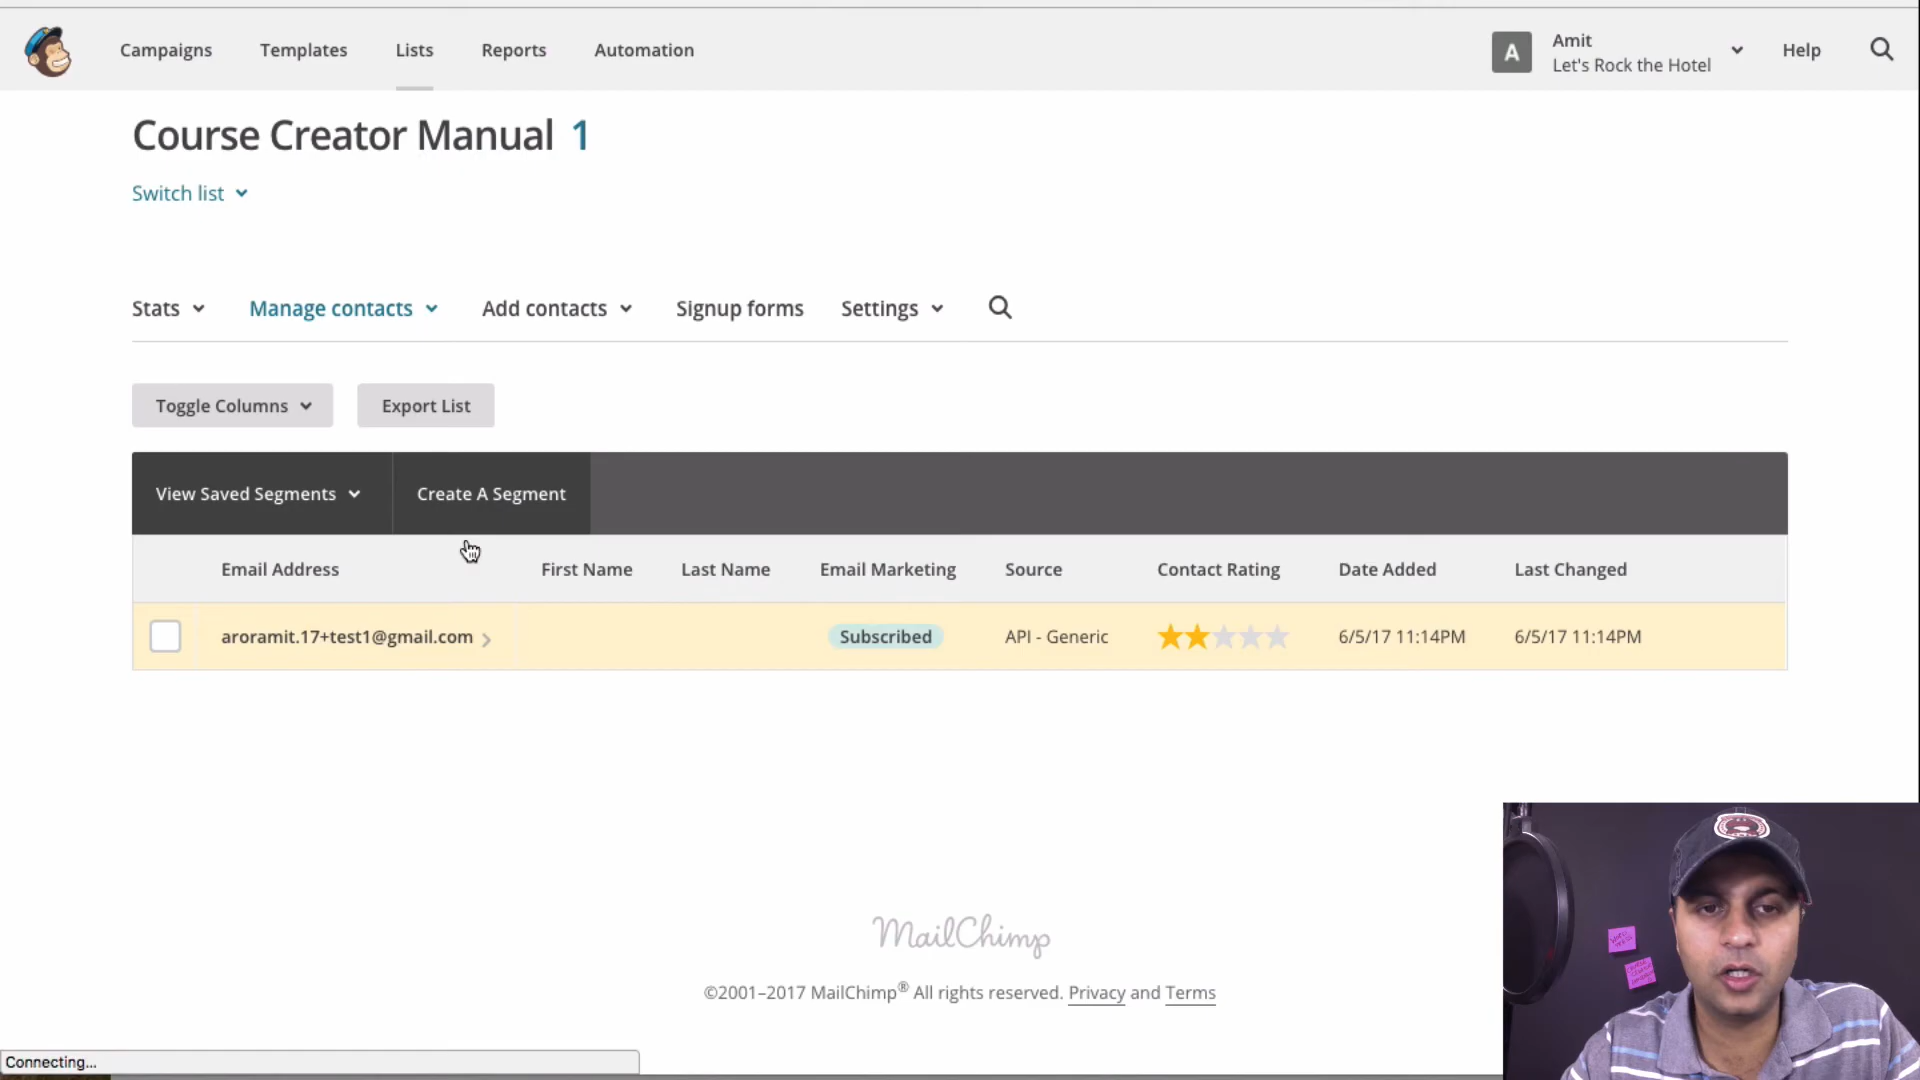 Campaigns Templates Lists Reports Automation
A Amit Help
Let's Rock the Hotel
Course Creator Manual 1
Switch list
Stats Manage contacts Add contacts Signup forms Settings
Toggle Columns Export List
View Saved Segments Create A Segment
Email Address First Name Last Name Email Marketing Source Contact Rating Date Added Last Changed
aroramit.17+test1@gmail.com Subscribed API - Generic 6/5/17 11:14PM 6/5/17 11:14PM
MailChimp
©2001–2017 MailChimp® All rights reserved. Privacy and Terms
Connecting...